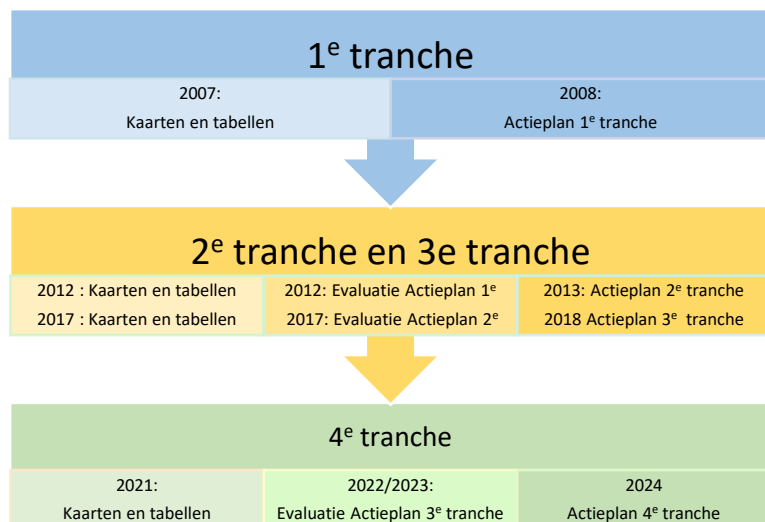 1e tranche
2007:
Kaarten en tabellen
2008:
Actieplan 1e tranche
2e tranche en 3e tranche
2012 : Kaarten en tabellen
2017 : Kaarten en tabellen
2012: Evaluatie Actieplan 1e
2017: Evaluatie Actieplan 2e
2013: Actieplan 2e tranche
2018 Actieplan 3e tranche
4e tranche
2021:
Kaarten en tabellen
2022/2023:
Evaluatie Actieplan 3e tranche
2024
Actieplan 4e tranche